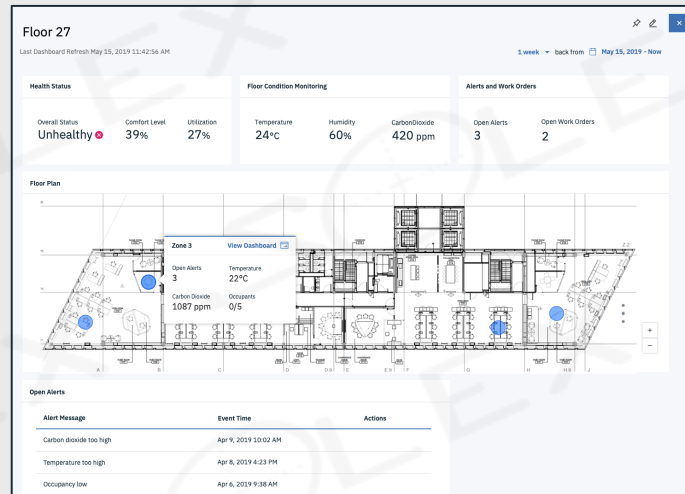 Floor 27
Last Dashboard Refresh May 15, 2019 11:42:56 AM
1 week back from May 15, 2019 - Now
Health Status
Overall Status Comfort Level Utilization
Unhealthy 39% 27%
Floor Condition Monitoring
Temperature Humidity CarbonDioxide
24°C 60% 420 ppm
Alerts and Work Orders
Open Alerts Open Work Orders
3 2
Floor Plan
Zone 3 View Dashboard
Open Alerts Temperature
3 22°C
Carbon Dioxide Occupants
1087 ppm 0/5
+
−
A B C D E F G H J
Open Alerts
Alert Message Event Time Actions
Carbon dioxide too high Apr 9, 2019 10:02 AM
Temperature too high Apr 8, 2019 4:23 PM
Occupancy low Apr 6, 2019 9:38 AM